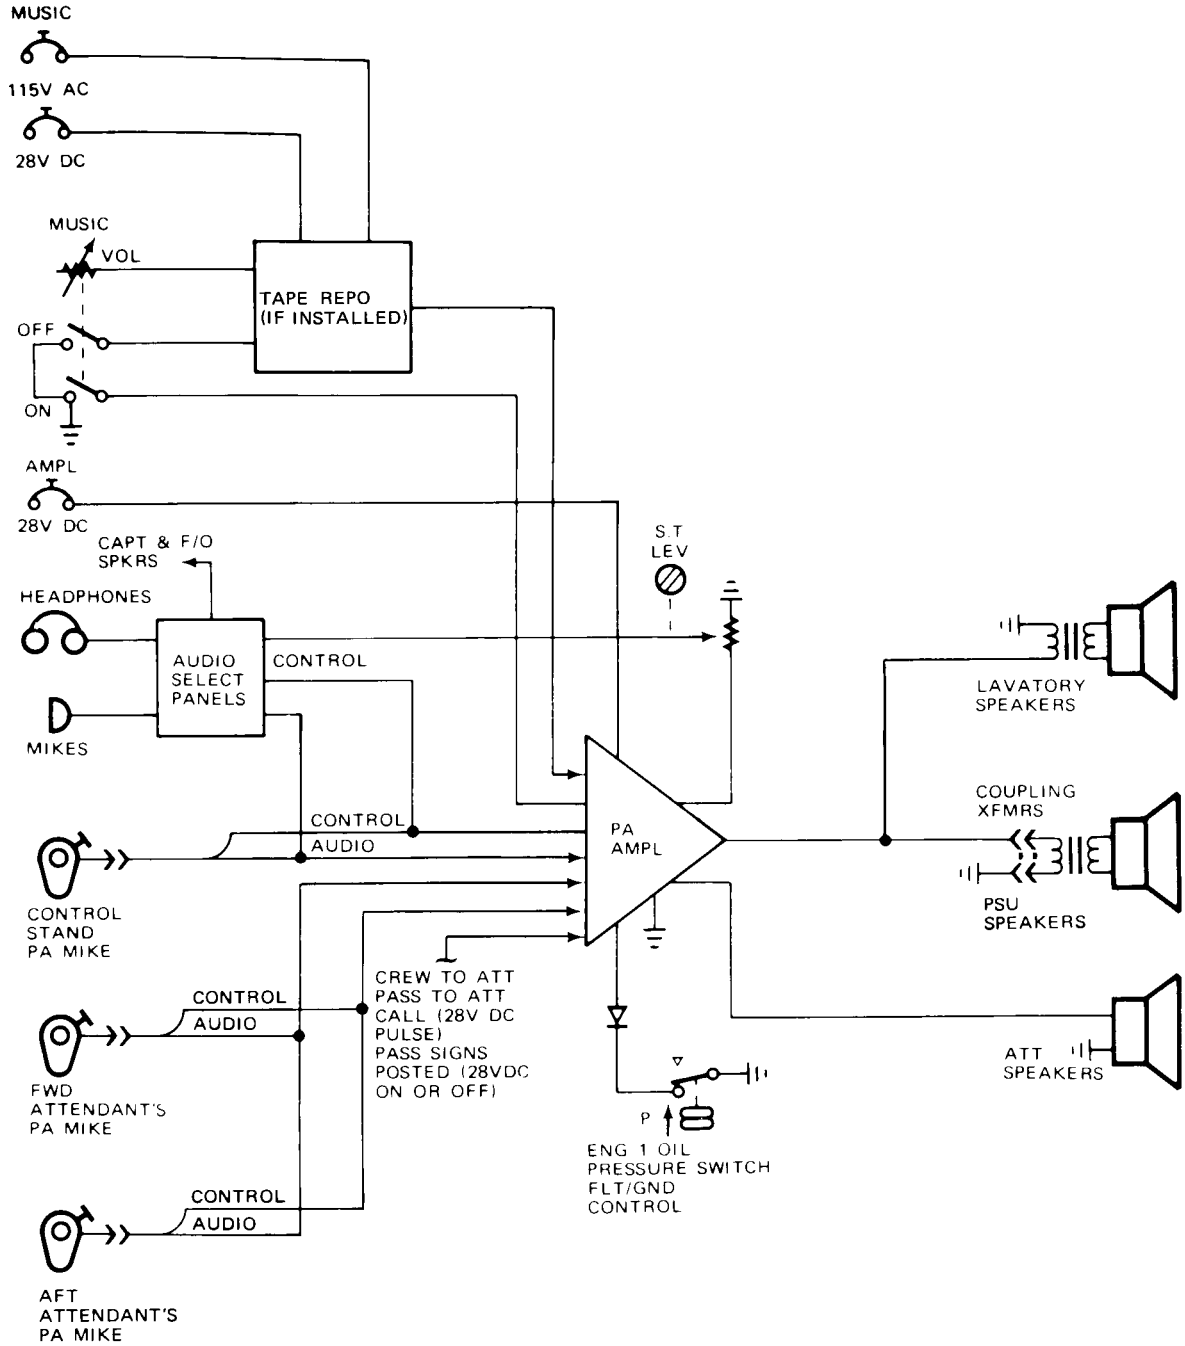 MUSIC
115V AC
28V DC
MUSIC
VOL
OFF
ON
TAPE REPO
(IF INSTALLED)
AMPL
28V DC
CAPT & F/O
SPKRS
HEADPHONES
MIKES
AUDIO
SELECT
PANELS
CONTROL
S.T
LEV
CONTROL
AUDIO
CONTROL
STAND
PA MIKE
PA
AMPL
LAVATORY
SPEAKERS
COUPLING
XFMRS
PSU
SPEAKERS
CREW TO ATT
PASS TO ATT
CALL (28V DC
PULSE)
PASS SIGNS
POSTED (28VDC
ON OR OFF)
CONTROL
AUDIO
FWD
ATTENDANT'S
PA MIKE
ATT
SPEAKERS
P
ENG 1 OIL
PRESSURE SWITCH
FLT/GND
CONTROL
CONTROL
AUDIO
AFT
ATTENDANT'S
PA MIKE